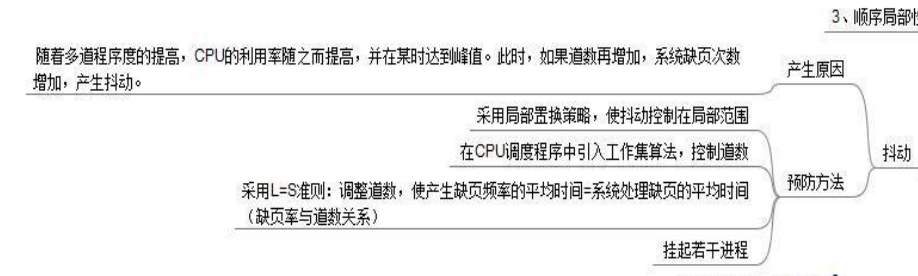 3、顺序局部性
随着多道程序度的提高，CPU的利用率随之而提高，并在某时达到峰值。此时，如果道数再增加，系统缺页次数
增加，产生抖动。
产生原因
采用局部置换策略，使抖动控制在局部范围
在CPU调度程序中引入工作集算法，控制道数
抖动
采用L=S准则：调整道数，使产生缺页频率的平均时间=系统处理缺页的平均时间
（缺页率与道数关系）
预防方法
挂起若干进程